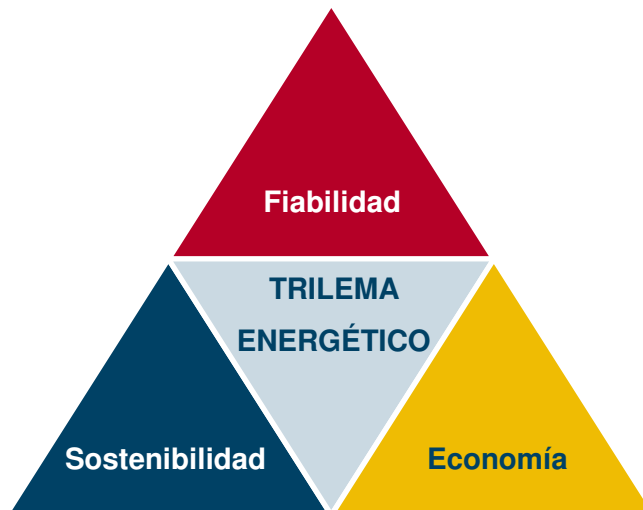 Fiabilidad
TRILEMA
ENERGÉTICO
Sostenibilidad
Economía